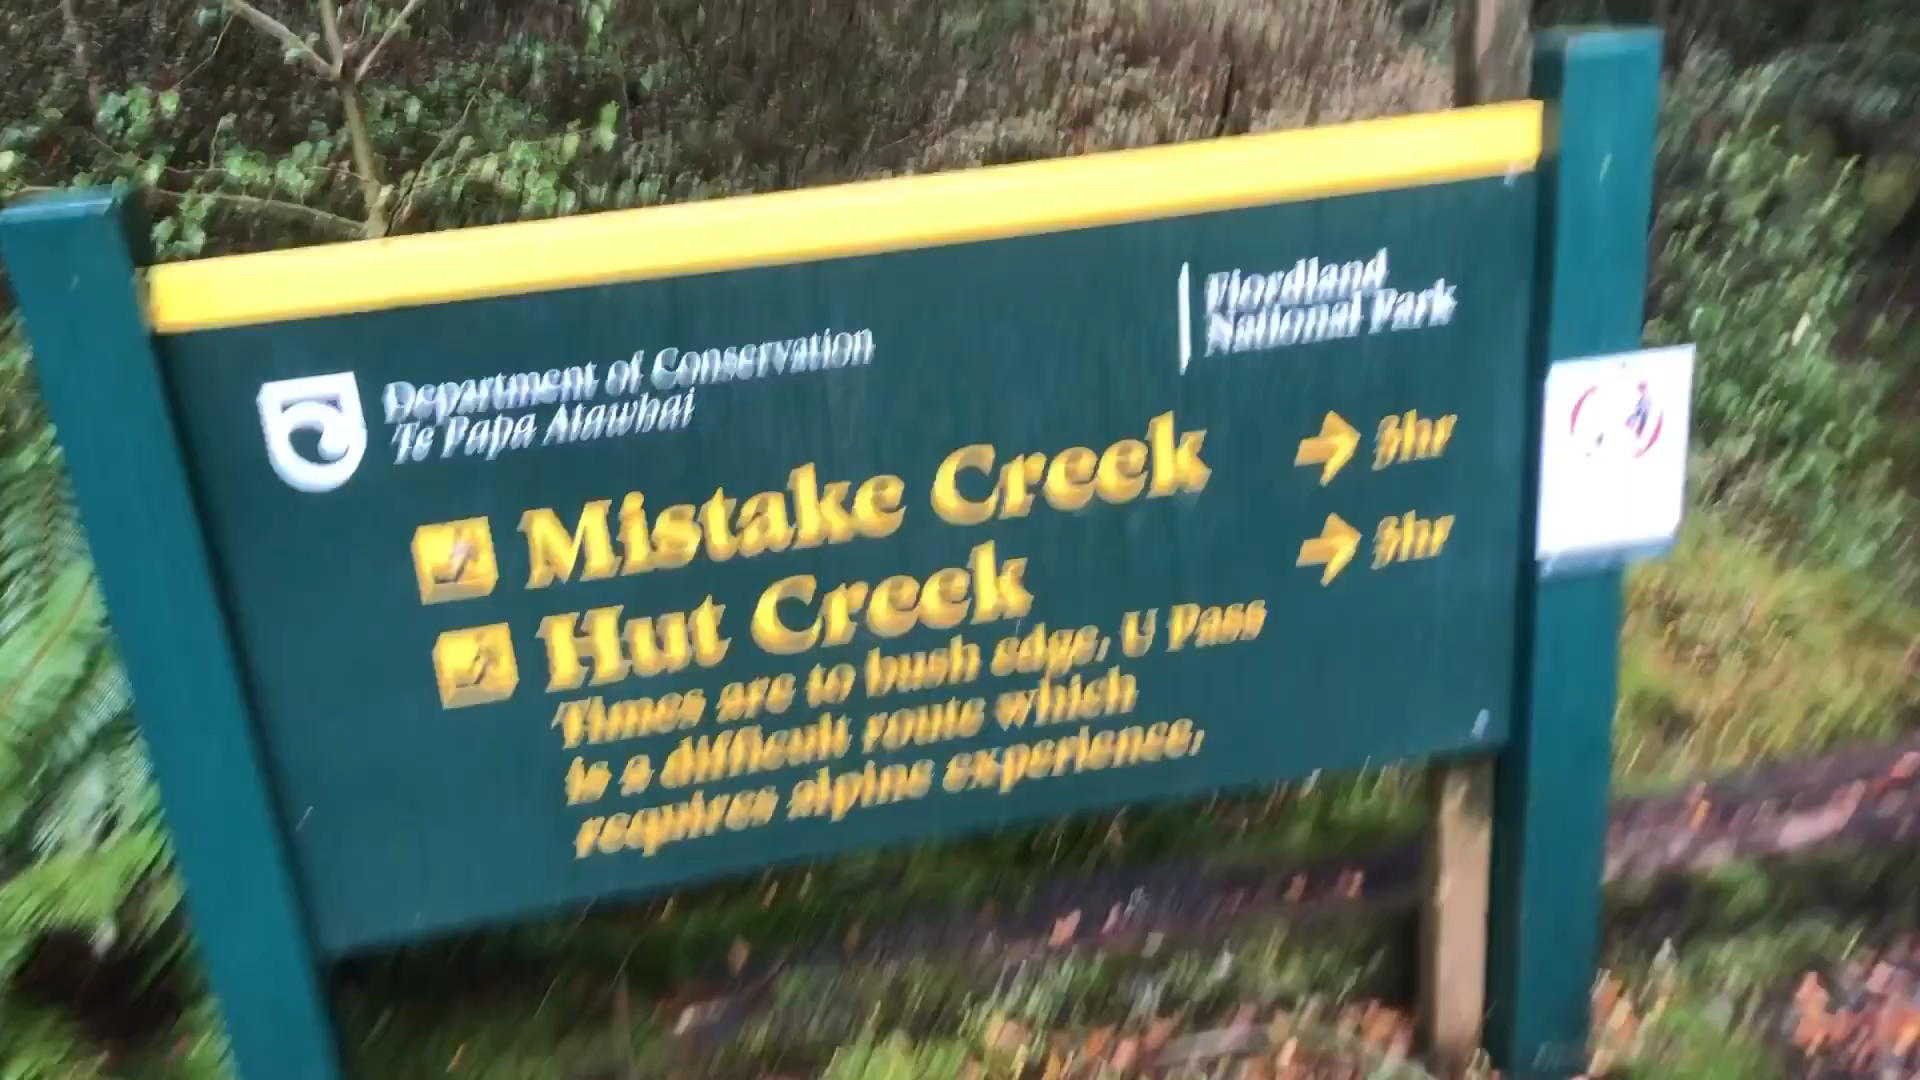 Department of Conservation
Te Papa Atawhai
Fiordland
National Park
Mistake Creek
Hut Creek
Times are to bush edge, U Pass
is a difficult route which
requires alpine experience.